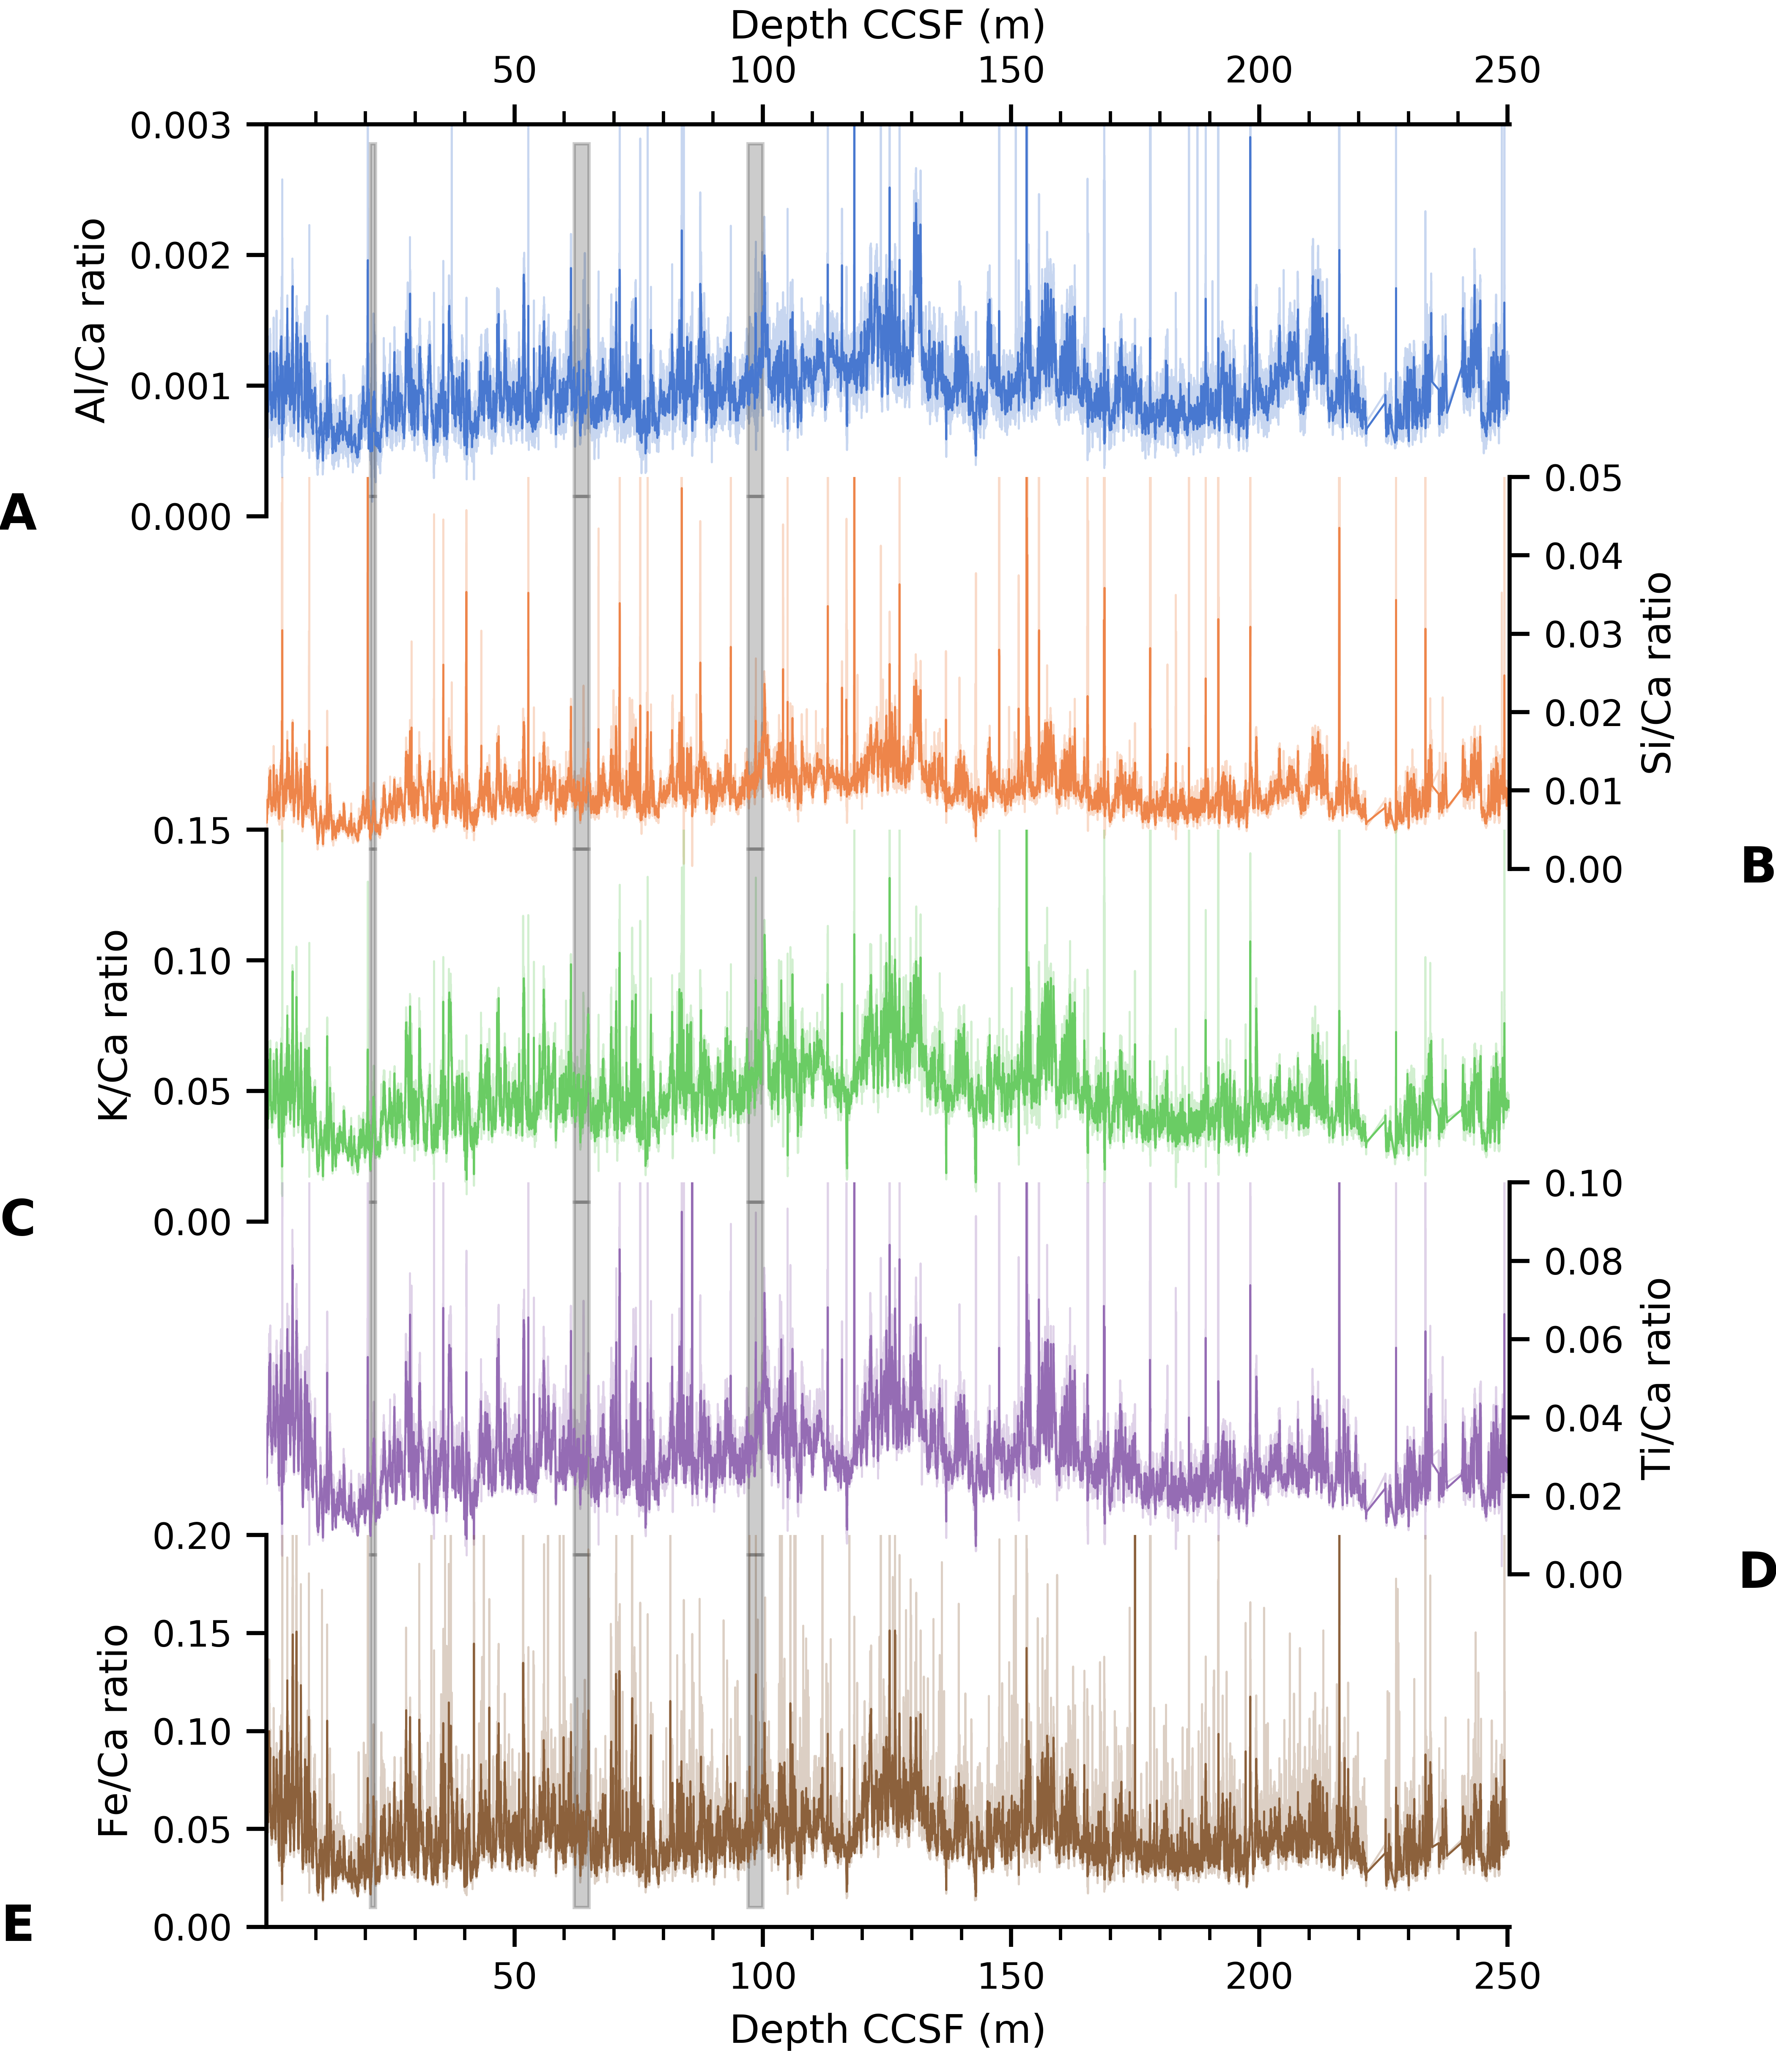 Depth CCSF (m)
50 100 150 200 250
0.003
0.002
0.001
0.000
Al/Ca ratio
A
0.05
0.04
0.03
0.02
0.01
0.00
Si/Ca ratio
B
0.15
0.10
0.05
0.00
K/Ca ratio
C
0.10
0.08
0.06
0.04
0.02
0.00
Ti/Ca ratio
D
0.20
0.15
0.10
0.05
0.00
Fe/Ca ratio
E
50 100 150 200 250
Depth CCSF (m)